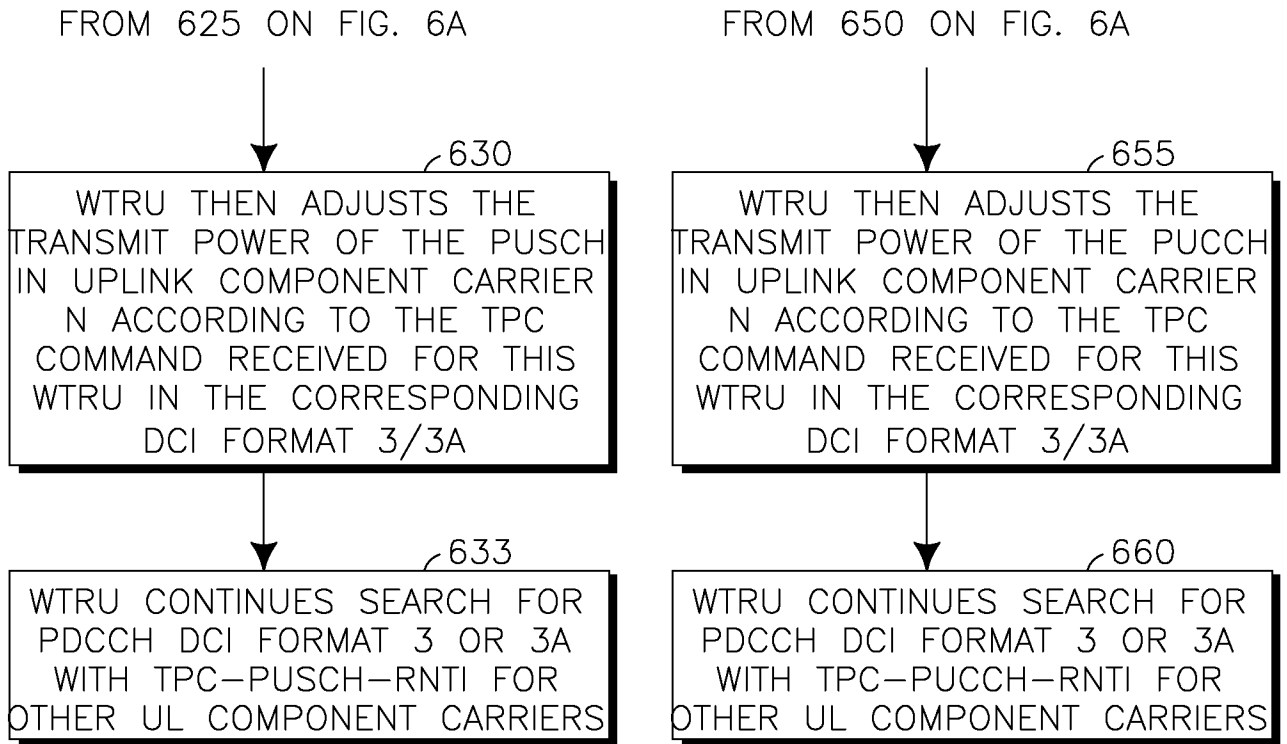 FROM 625 ON FIG. 6A
630
WTRU THEN ADJUSTS THE
TRANSMIT POWER OF THE PUSCH
IN UPLINK COMPONENT CARRIER
N ACCORDING TO THE TPC
COMMAND RECEIVED FOR THIS
WTRU IN THE CORRESPONDING
DCI FORMAT 3/3A
633
WTRU CONTINUES SEARCH FOR
PDCCH DCI FORMAT 3 OR 3A
WITH TPC-PUSCH-RNTI FOR
OTHER UL COMPONENT CARRIERS
FROM 650 ON FIG. 6A
655
WTRU THEN ADJUSTS THE
TRANSMIT POWER OF THE PUCCH
IN UPLINK COMPONENT CARRIER
N ACCORDING TO THE TPC
COMMAND RECEIVED FOR THIS
WTRU IN THE CORRESPONDING
DCI FORMAT 3/3A
660
WTRU CONTINUES SEARCH FOR
PDCCH DCI FORMAT 3 OR 3A
WITH TPC-PUCCH-RNTI FOR
OTHER UL COMPONENT CARRIERS